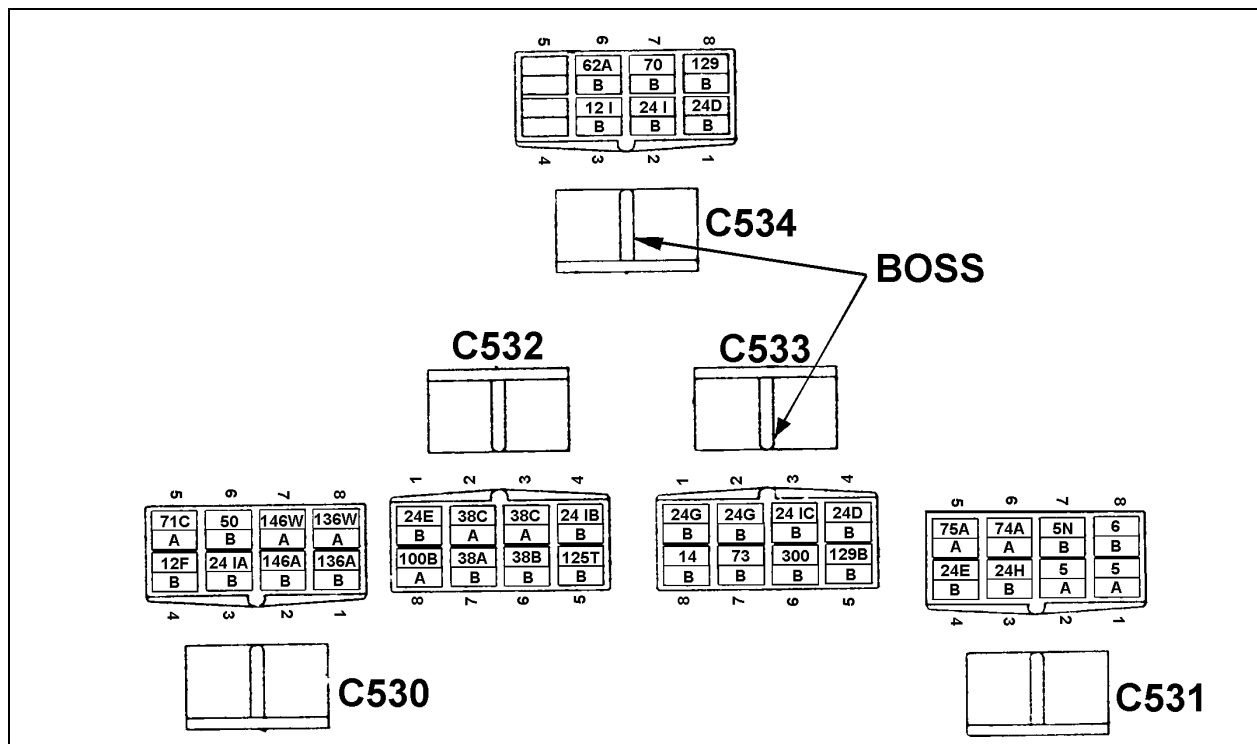 5 6 7 8
62A 70 129
B B B
12 I 24 I 24D
B B B
4 3 2 1
C534
BOSS
C532
C533
1 2 3 4
24E 38C 38C 24 IB
B A A B
100B 38A 38B 125T
A B B B
8 7 6 5
1 2 3 4
24G 24G 24 IC 24D
B B B B
14 73 300 129B
B B B B
8 7 6 5
5 6 7 8
71C 50 146W 136W
A B A A
12F 24 IA 146A 136A
B B B B
4 3 2 1
C530
5 6 7 8
75A 74A 5N 6
A A B B
24E 24H 5 5
B B A A
4 3 2 1
C531